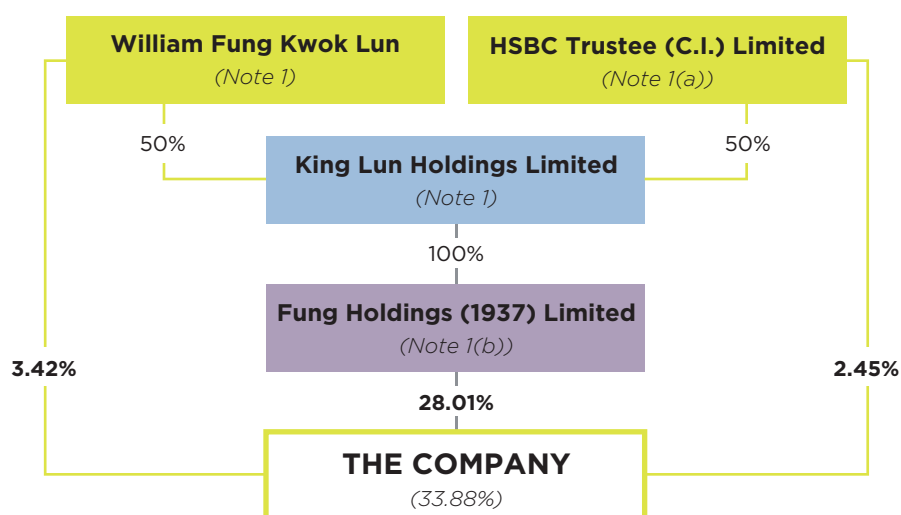 William Fung Kwok Lun
(Note 1)
HSBC Trustee (C.I.) Limited
(Note 1(a))
50%
50%
King Lun Holdings Limited
(Note 1)
100%
Fung Holdings (1937) Limited
(Note 1(b))
3.42%
2.45%
28.01%
THE COMPANY
(33.88%)